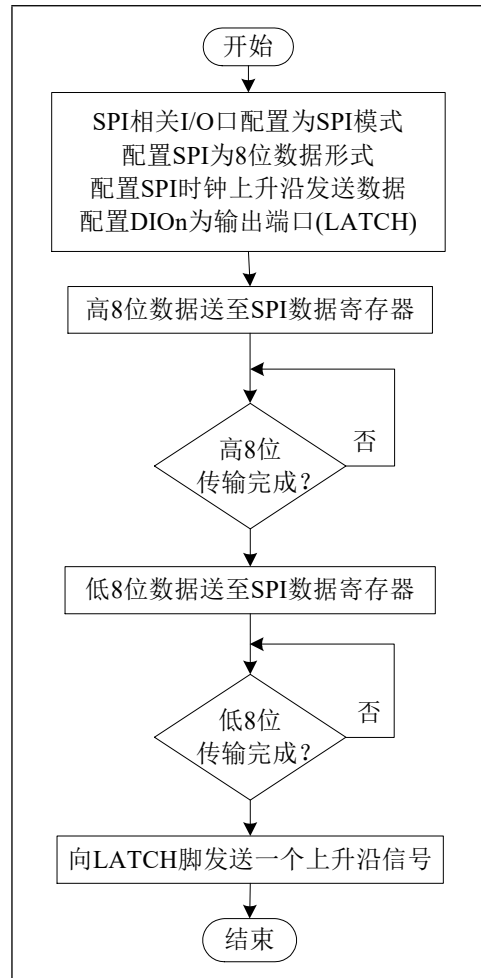 开始
SPI相关I/O口配置为SPI模式
配置SPI为8位数据形式
配置SPI时钟上升沿发送数据
配置DIOn为输出端口(LATCH)
高8位数据送至SPI数据寄存器
高8位
传输完成？
否
低8位数据送至SPI数据寄存器
低8位
传输完成？
否
向LATCH脚发送一个上升沿信号
结束